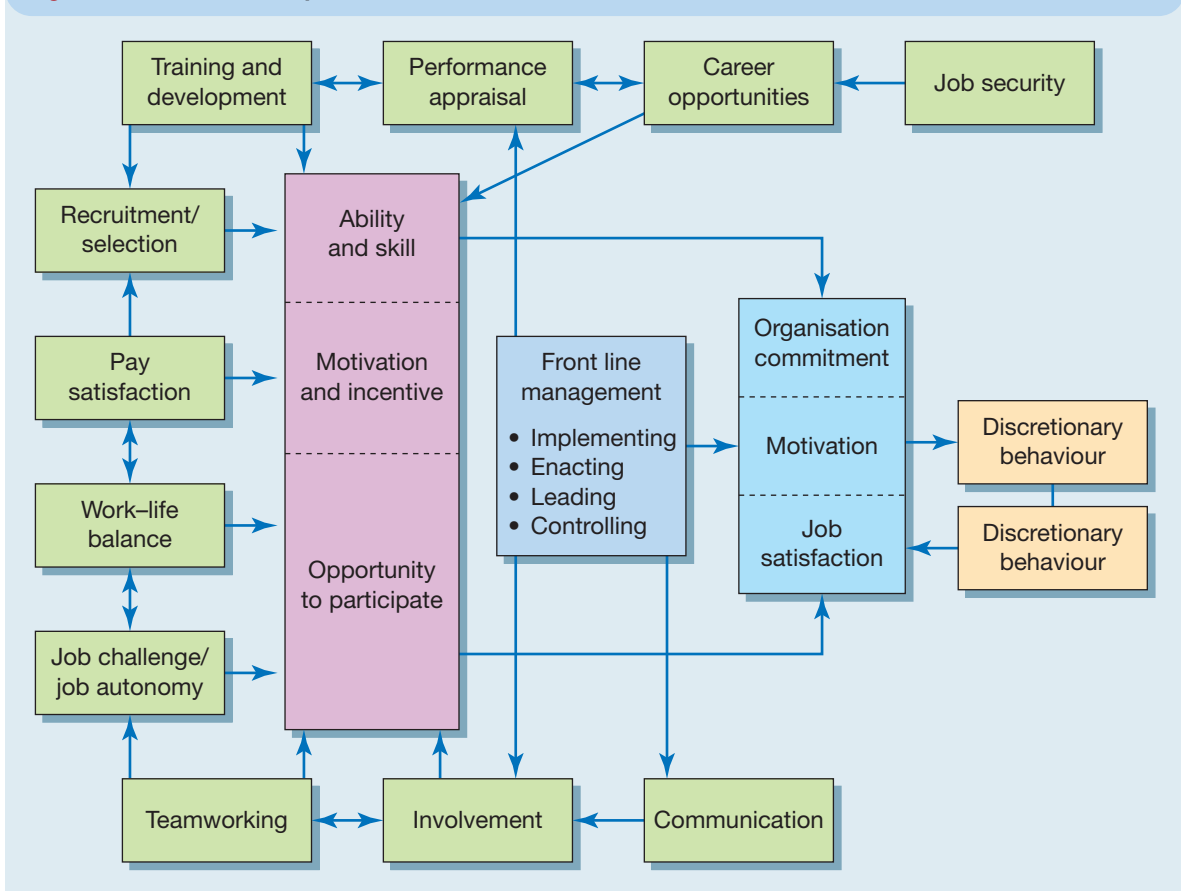 Training and
development
Performance
appraisal
Career
opportunities
Job security
Recruitment/
selection
Ability
and skill
Pay
satisfaction
Motivation
and incentive
Front line
management
• Implementing
• Enacting
• Leading
• Controlling
Organisation
commitment
Motivation
Job
satisfaction
Discretionary
behaviour
Discretionary
behaviour
Work–life
balance
Opportunity
to participate
Job challenge/
job autonomy
Teamworking
Involvement
Communication